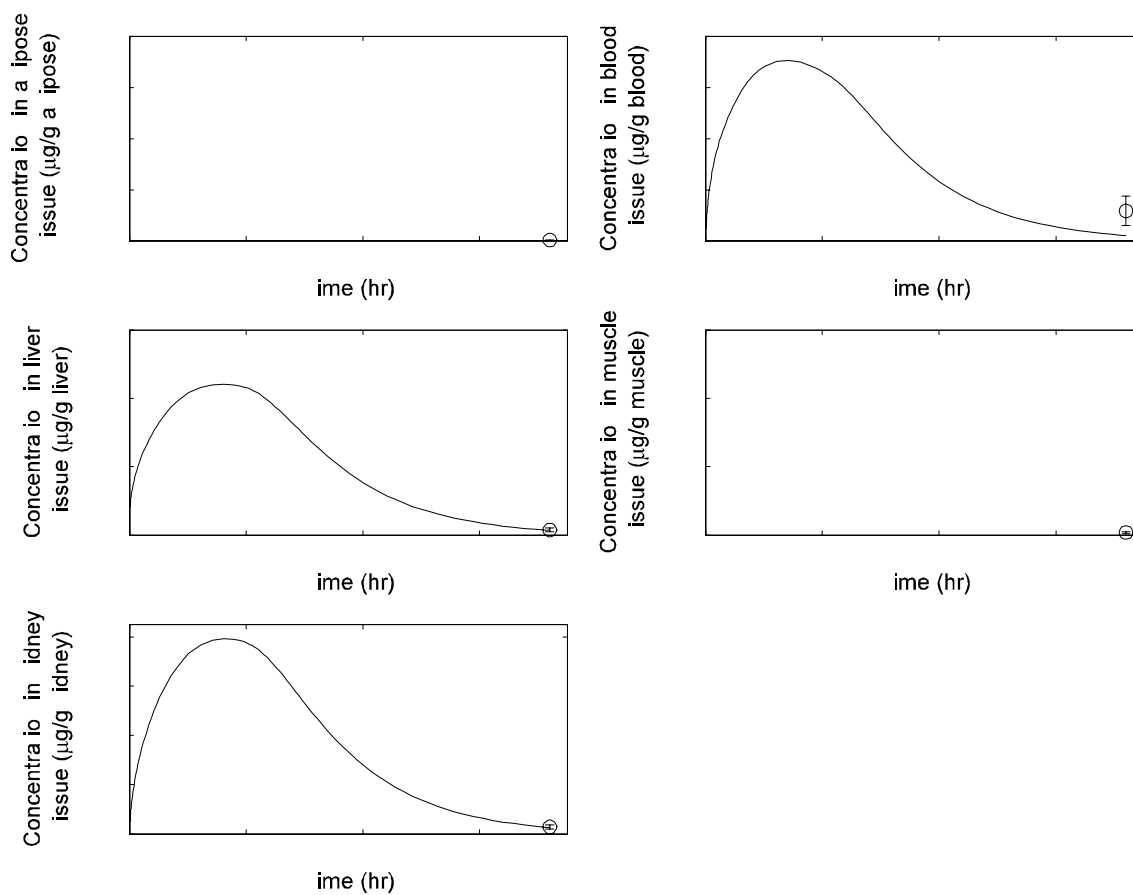 Concentra io in a ipose
issue (μg/g a ipose)
ime (hr)
Concentra io in blood
issue (μg/g blood)
ime (hr)
Concentra io in liver
issue (μg/g liver)
ime (hr)
Concentra io in muscle
issue (μg/g muscle)
ime (hr)
Concentra io in idney
issue (μg/g idney)
ime (hr)